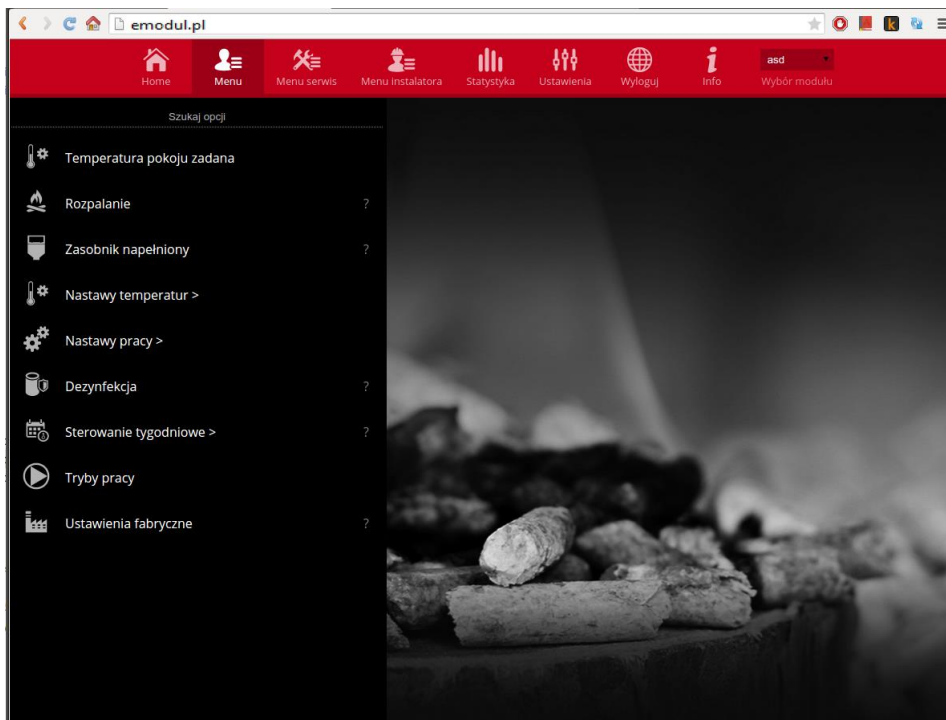 emodul.pl
Home
Menu
Menu serwis
Menu instalatora
Statystyka
Ustawienia
Wyloguj
Info
asd
Wybór modułu
Szukaj opcji
Temperatura pokoju zadana
Rozpalanie ?
Zasobnik napełniony ?
Nastawy temperatur >
Nastawy pracy >
Dezynfekcja ?
Sterowanie tygodniowe > ?
Tryby pracy
Ustawienia fabryczne ?